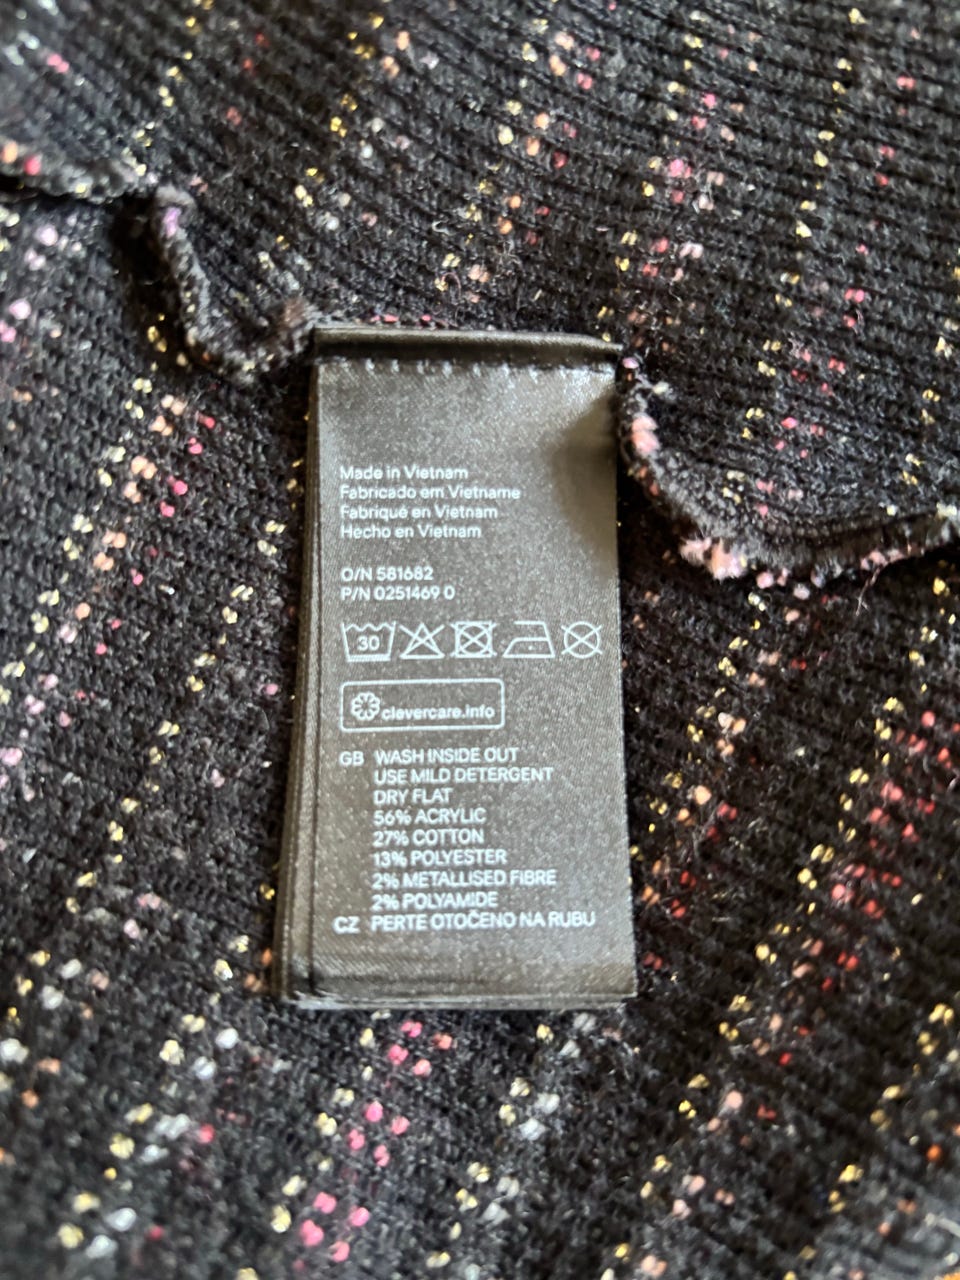 Made in Vietnam
Fabricado em Vietname
Fabriqué en Vietnam
Hecho en Vietnam
O/N 581682
P/N 0251469 0
30
clevercare.info
GB WASH INSIDE OUT
USE MILD DETERGENT
DRY FLAT
56% ACRYLIC
27% COTTON
13% POLYESTER
2% METALLISED FIBRE
2% POLYAMIDE
CZ PERTE OTOČENO NA RUBU